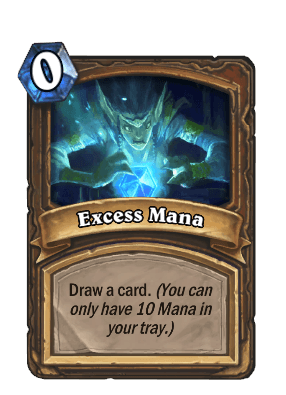 0
Excess Mana
Draw a card. (You can
only have 10 Mana in
your tray.)